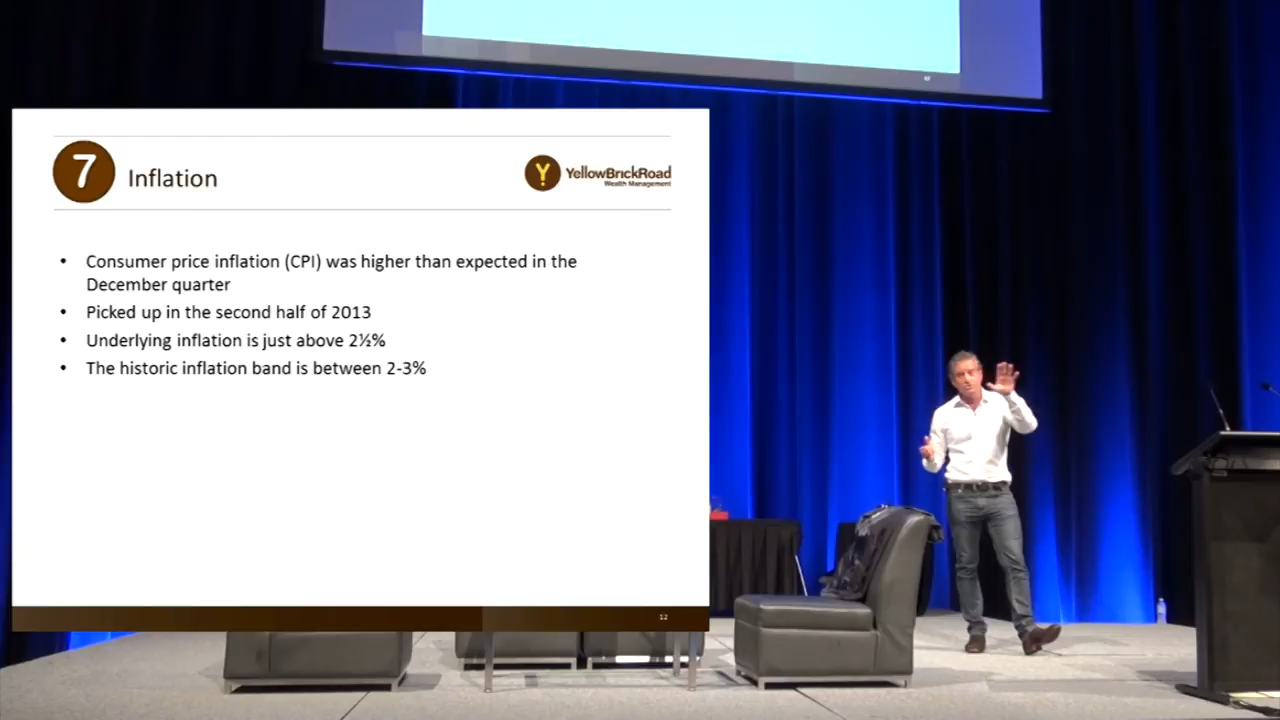 7
Inflation
YellowBrickRoad
Wealth Management
• Consumer price inflation (CPI) was higher than expected in the
December quarter
• Picked up in the second half of 2013
• Underlying inflation is just above 2½%
• The historic inflation band is between 2-3%
12